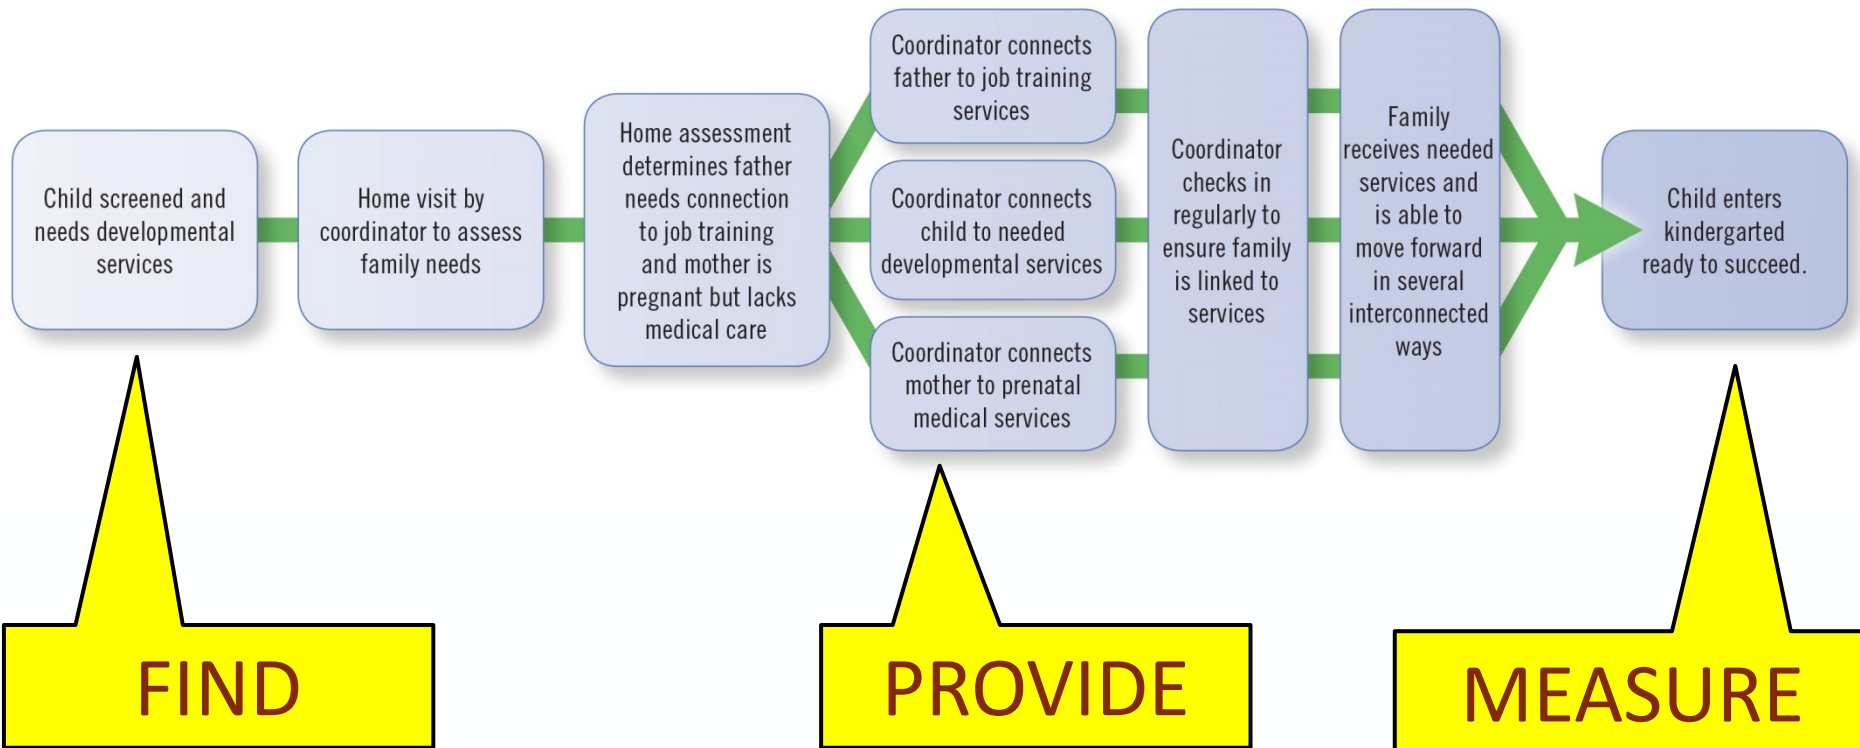 Child screened and
needs developmental
services
Home visit by
coordinator to assess
family needs
Home assessment
determines father
needs connection
to job training
and mother is
pregnant but lacks
medical care
Coordinator connects
father to job training
services
Coordinator connects
child to needed
developmental services
Coordinator connects
mother to prenatal
medical services
Coordinator
checks in
regularly to
ensure family
is linked to
services
Family
receives needed
services and
is able to
move forward
in several
interconnected
ways
Child enters
kindergarted
ready to succeed.
FIND
PROVIDE
MEASURE